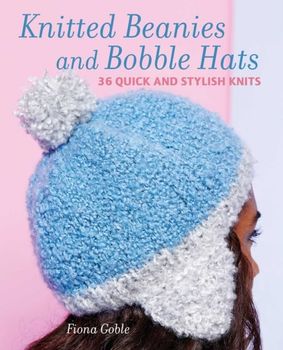 Knitted Beanies
and Bobble Hats
36 QUICK AND STYLISH KNITS
Fiona Goble